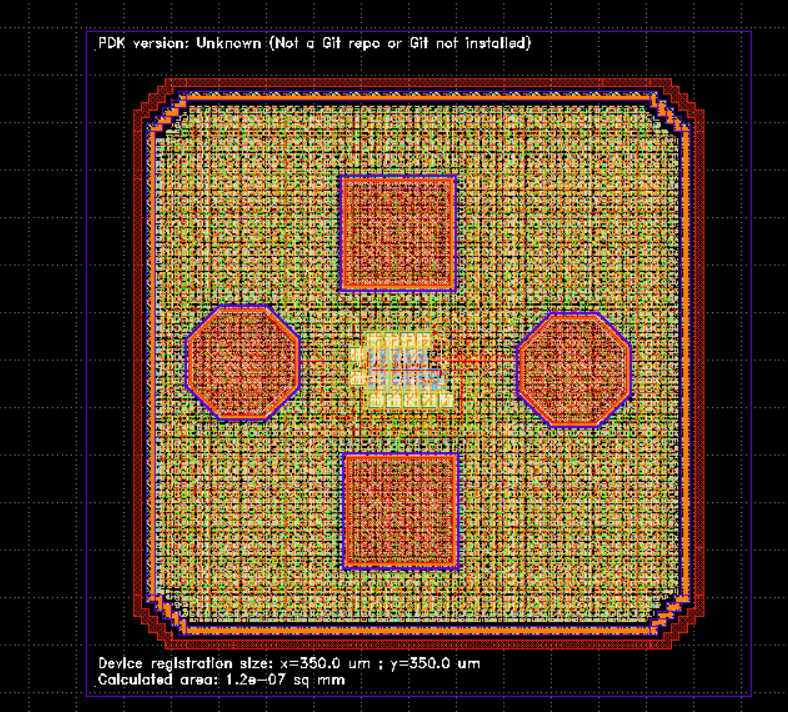 PDK version: Unknown (Not a Git repo or Git not installed)
Device registration size: x=350.0 um ; y=350.0 um
Calculated area: 1.2e-07 sq mm